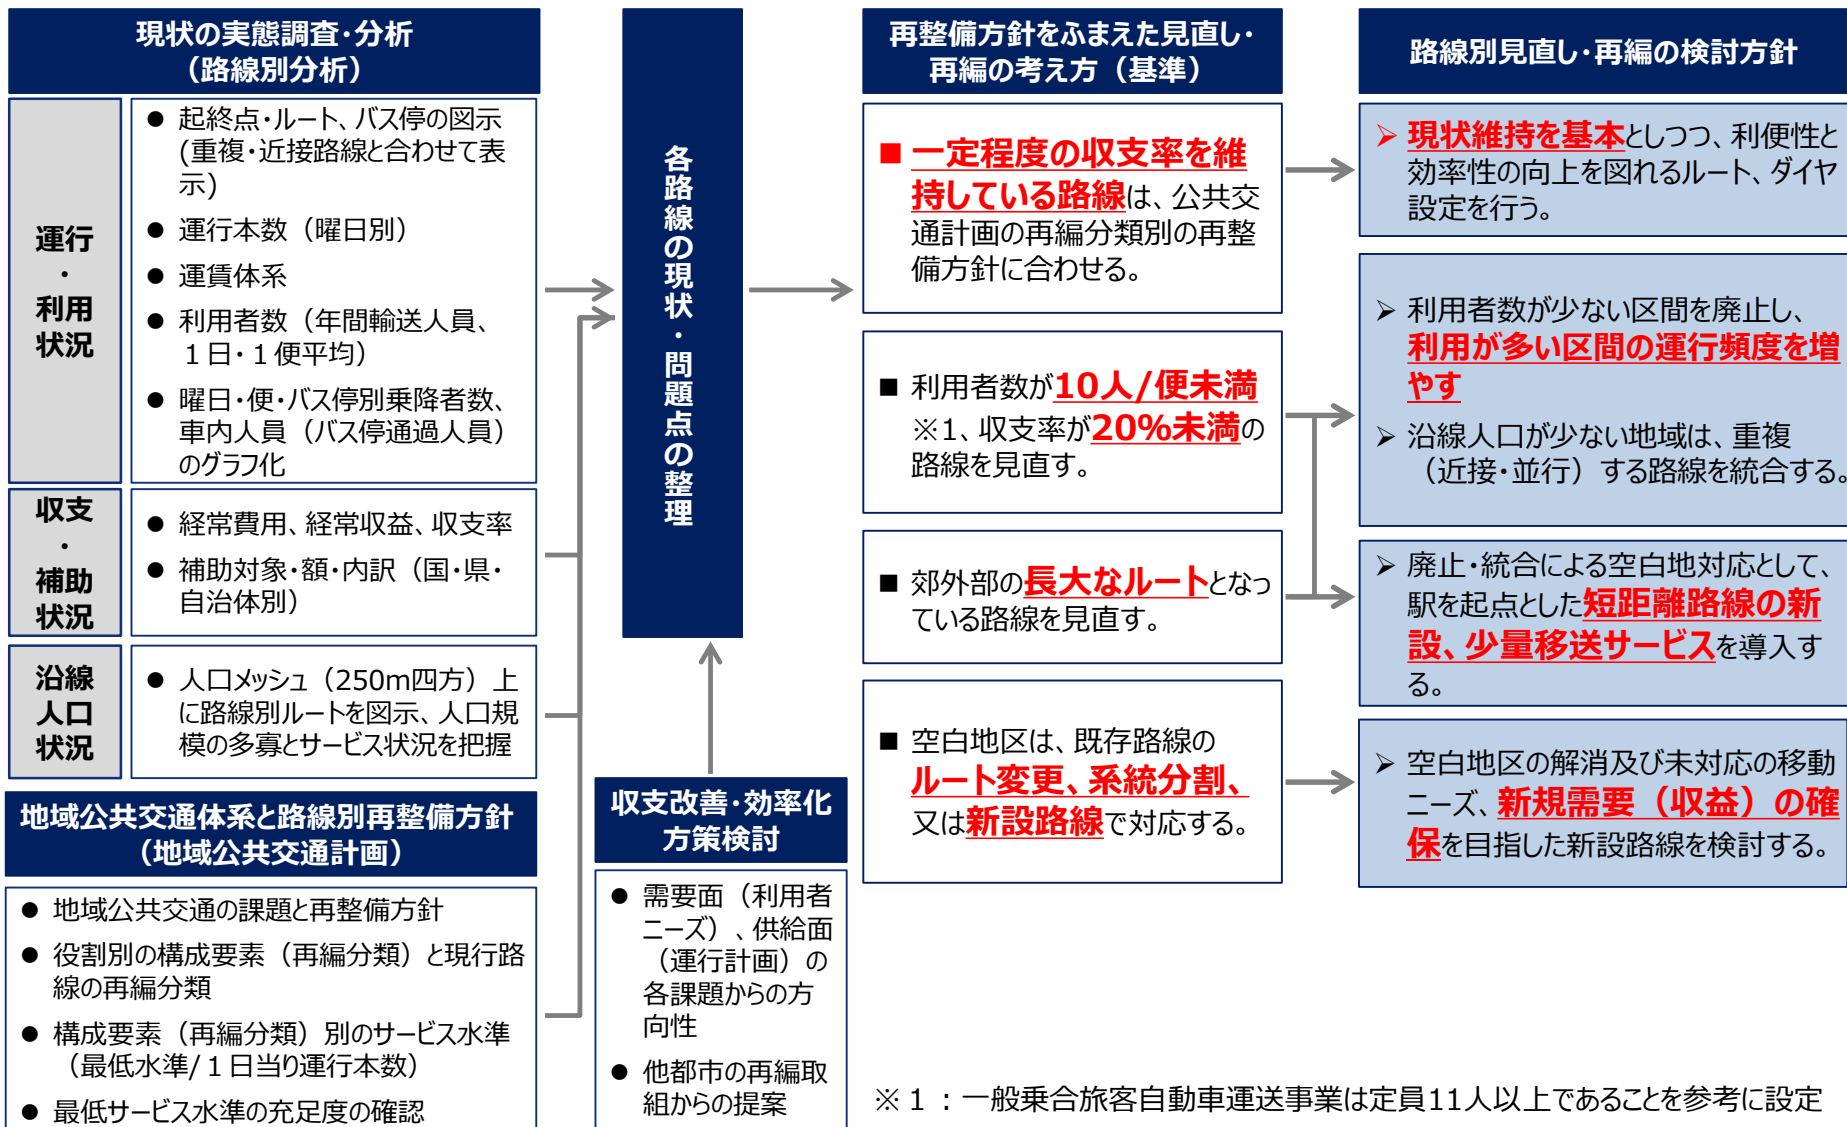 現状の実態調査・分析
（路線別分析）
運行
・
利用
状況
● 起終点・ルート、バス停の図示
(重複・近接路線と合わせて表
示)
● 運行本数（曜日別）
● 運賃体系
● 利用者数（年間輸送人員、
１日・１便平均）
● 曜日・便・バス停別乗降者数、
車内人員（バス停通過人員）
のグラフ化
収支
・
補助
状況
● 経常費用、経常収益、収支率
● 補助対象・額・内訳（国・県・
自治体別）
沿線
人口
状況
● 人口メッシュ（250m四方）上
に路線別ルートを図示、人口規
模の多寡とサービス状況を把握
地域公共交通体系と路線別再整備方針
（地域公共交通計画）
● 地域公共交通の課題と再整備方針
● 役割別の構成要素（再編分類）と現行路
線の再編分類
● 構成要素（再編分類）別のサービス水準
（最低水準/１日当り運行本数）
● 最低サービス水準の充足度の確認
各路線の現状・問題点の整理
収支改善・効率化
方策検討
● 需要面（利用者
ニーズ）、供給面
（運行計画）の
各課題からの方
向性
● 他都市の再編取
組からの提案
再整備方針をふまえた見直し・
再編の考え方（基準）
■ 一定程度の収支率を維
持している路線は、公共交
通計画の再編分類別の再整
備方針に合わせる。
■ 利用者数が10人/便未満
※1、収支率が20%未満の
路線を見直す。
■ 郊外部の長大なルートとなっ
ている路線を見直す。
■ 空白地区は、既存路線の
ルート変更、系統分割、
又は新設路線で対応する。
路線別見直し・再編の検討方針
➢ 現状維持を基本としつつ、利便性と
効率性の向上を図れるルート、ダイヤ
設定を行う。
➢ 利用者数が少ない区間を廃止し、
利用が多い区間の運行頻度を増
やす
➢ 沿線人口が少ない地域は、重複
（近接・並行）する路線を統合する。
➢ 廃止・統合による空白地対応として、
駅を起点とした短距離路線の新
設、少量移送サービスを導入す
る。
➢ 空白地区の解消及び未対応の移動
ニーズ、新規需要（収益）の確
保を目指した新設路線を検討する。
※１：一般乗合旅客自動車運送事業は定員11人以上であることを参考に設定